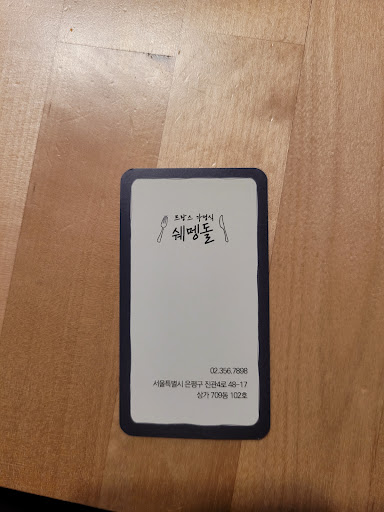 프랑스 가정식
쉐멩돌
02.356.7898
서울특별시 은평구 진관4로 48-17
상가 709동 102호